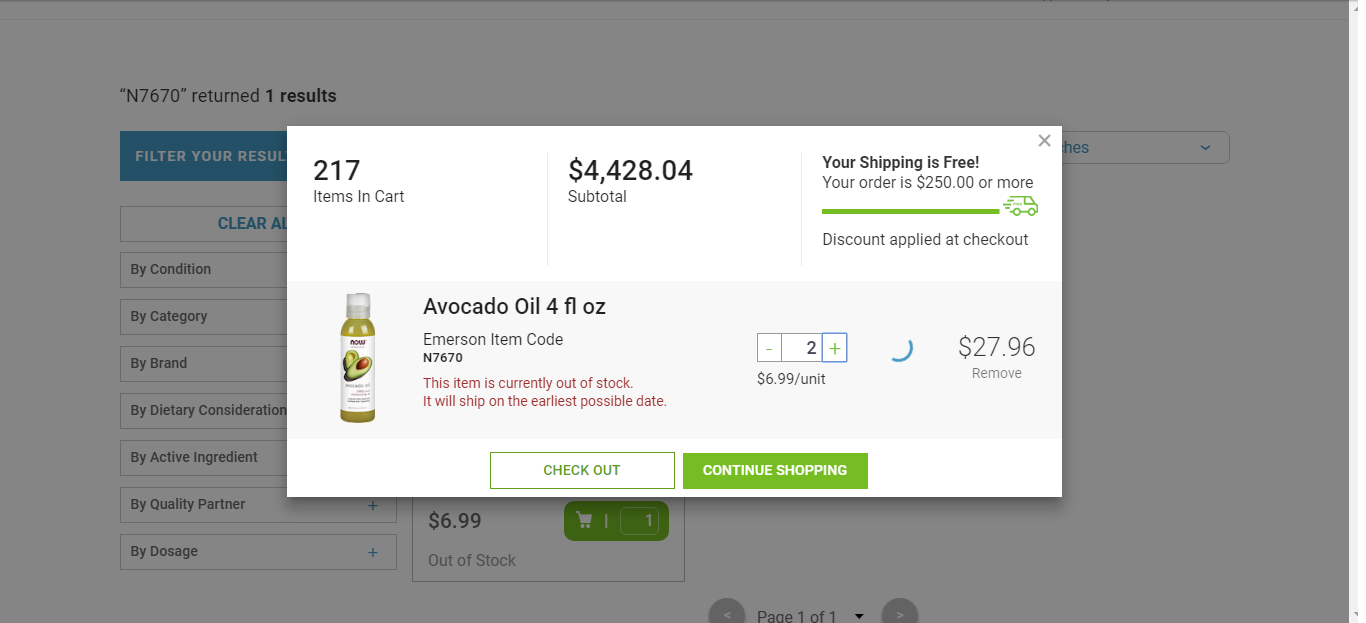 “N7670” returned 1 results
FILTER YOUR RESUL
ches
CLEAR AL
By Condition
By Category
By Brand
By Dietary Consideration
By Active Ingredient
By Quality Partner +
By Dosage +
×
217
Items In Cart
$4,428.04
Subtotal
Your Shipping is Free!
Your order is $250.00 or more
Discount applied at checkout
now
avocado oil
Avocado Oil 4 fl oz
Emerson Item Code
N7670
This item is currently out of stock.
It will ship on the earliest possible date.
- 2 +
$6.99/unit
$27.96
Remove
CHECK OUT
CONTINUE SHOPPING
$6.99
1
Out of Stock
< Page 1 of 1 >